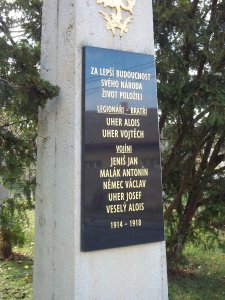 ZA LEPŠÍ BUDOUCNOST
SVÉHO NÁRODA
ŽIVOT POLOŽILI
LEGIONÁŘI - BRATŘI
UHER ALOIS
UHER VOJTĚCH
VOJÍNI
JENIŠ JAN
MALÁK ANTONÍN
NĚMEC VÁCLAV
UHER JOSEF
VESELÝ ALOIS
1914 - 1918